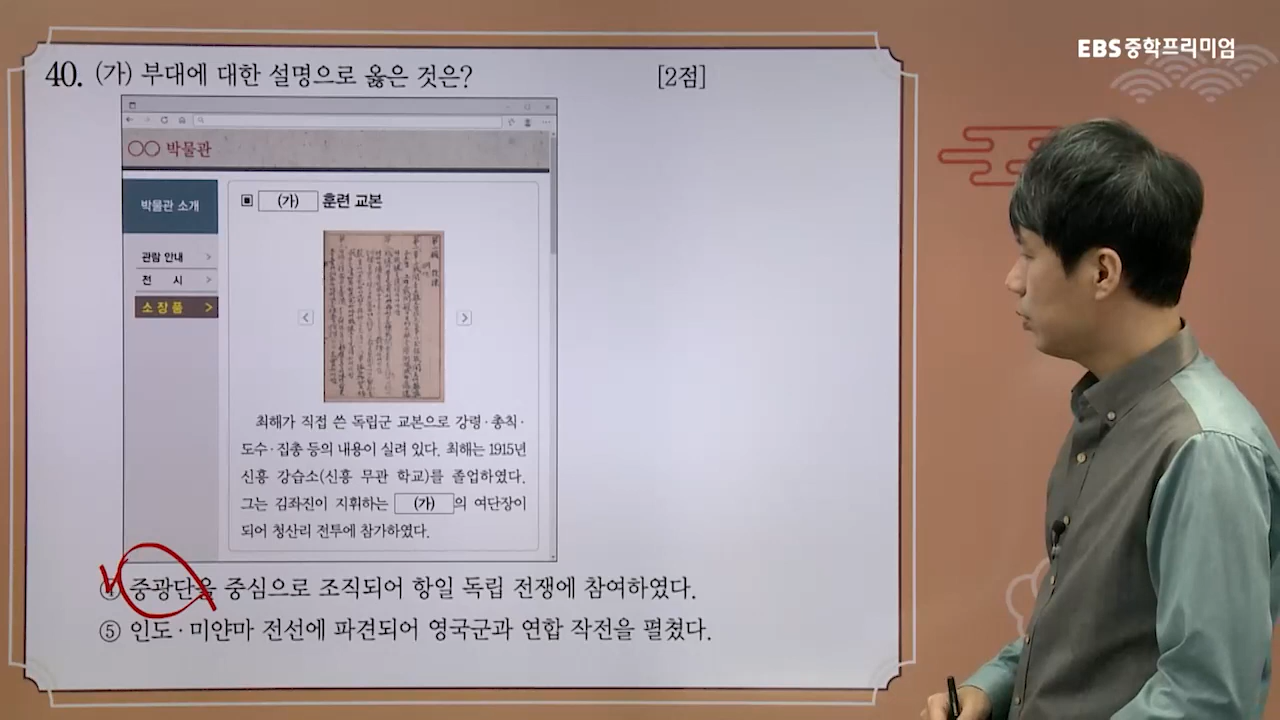 EBS 중학프리미엄
40. (가) 부대에 대한 설명으로 옳은 것은? [2점]
○○ 박물관
박물관 소개
관람 안내 >
전 시 >
소장품 >
▣ (가) 훈련 교본
최해가 직접 쓴 독립군 교본으로 강령·총칙·
도수·집총 등의 내용이 실려 있다. 최해는 1915년
신흥 강습소(신흥 무관 학교)를 졸업하였다.
그는 김좌진이 지휘하는 (가) 의 여단장이
되어 청산리 전투에 참가하였다.
④ 중광단을 중심으로 조직되어 항일 독립 전쟁에 참여하였다.
⑤ 인도·미얀마 전선에 파견되어 영국군과 연합 작전을 펼쳤다.